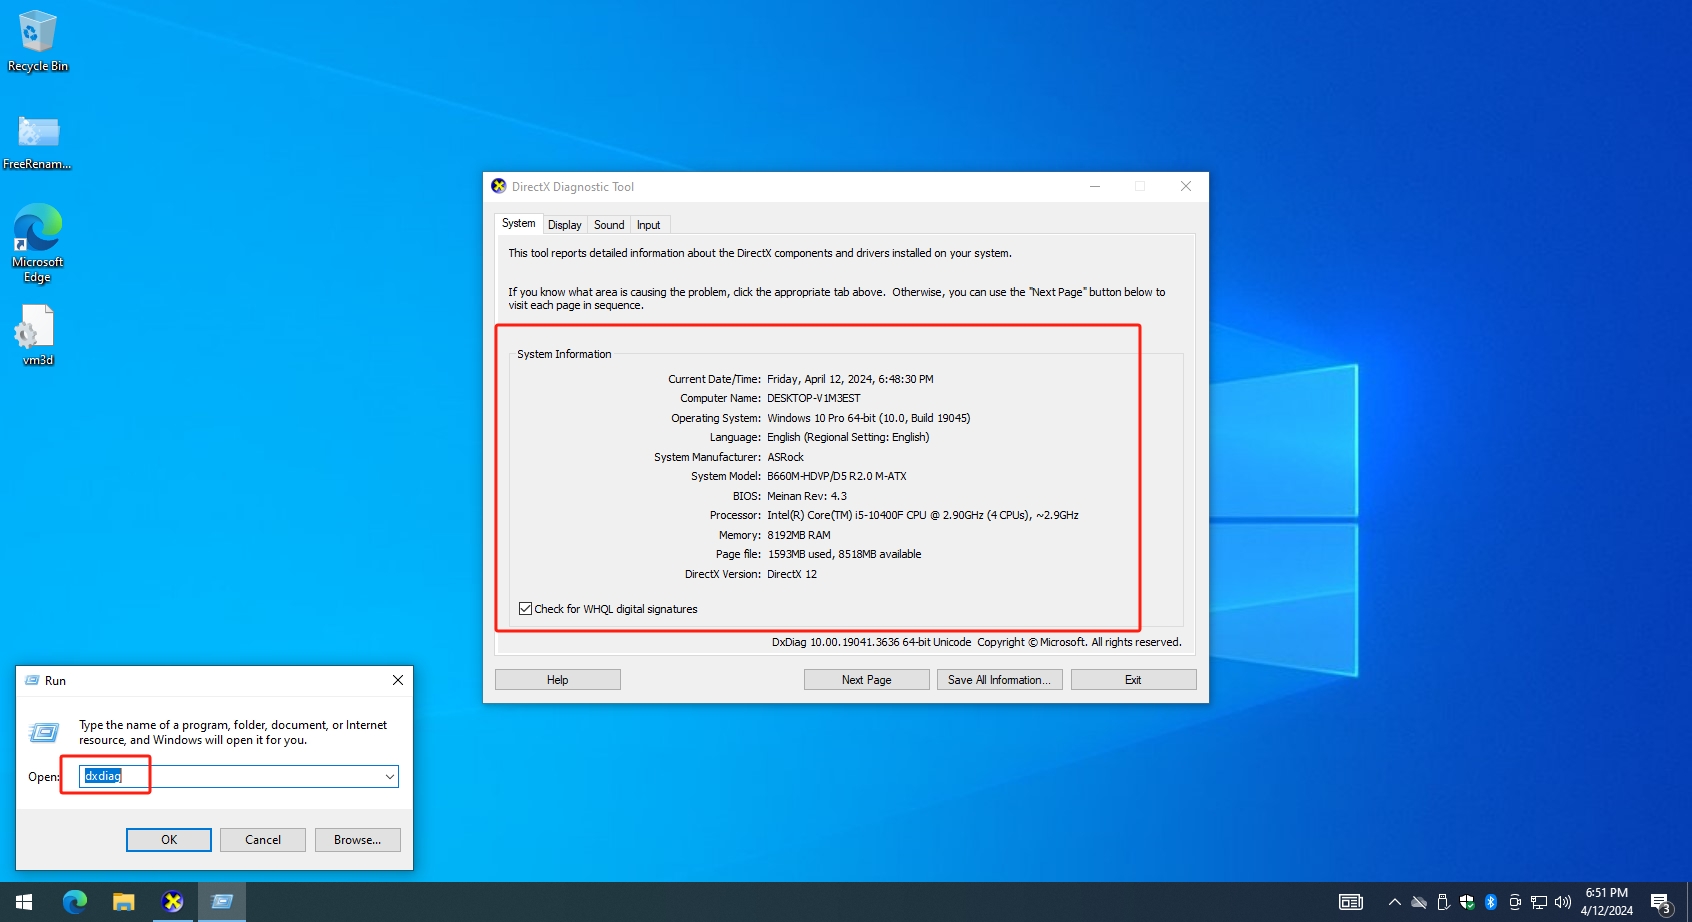 Recycle Bin
FreeRenam...
Microsoft
Edge
vm3d
DirectX Diagnostic Tool
System
Display
Sound
Input
This tool reports detailed information about the DirectX components and drivers installed on your system.
If you know what area is causing the problem, click the appropriate tab above.  Otherwise, you can use the "Next Page" button below to
visit each page in sequence.
System Information
Current Date/Time: Friday, April 12, 2024, 6:48:30 PM
Computer Name: DESKTOP-V1M3EST
Operating System: Windows 10 Pro 64-bit (10.0, Build 19045)
Language: English (Regional Setting: English)
System Manufacturer: ASRock
System Model: B660M-HDVP/D5 R2.0 M-ATX
BIOS: Meinan Rev: 4.3
Processor: Intel(R) Core(TM) i5-10400F CPU @ 2.90GHz (4 CPUs), ~2.9GHz
Memory: 8192MB RAM
Page file: 1593MB used, 8518MB available
DirectX Version: DirectX 12
Check for WHQL digital signatures
DxDiag 10.00.19041.3636 64-bit Unicode  Copyright © Microsoft. All rights reserved.
Help
Next Page
Save All Information...
Exit
Run
Type the name of a program, folder, document, or Internet
resource, and Windows will open it for you.
Open: dxdiag
OK
Cancel
Browse...
6:51 PM
4/12/2024
3